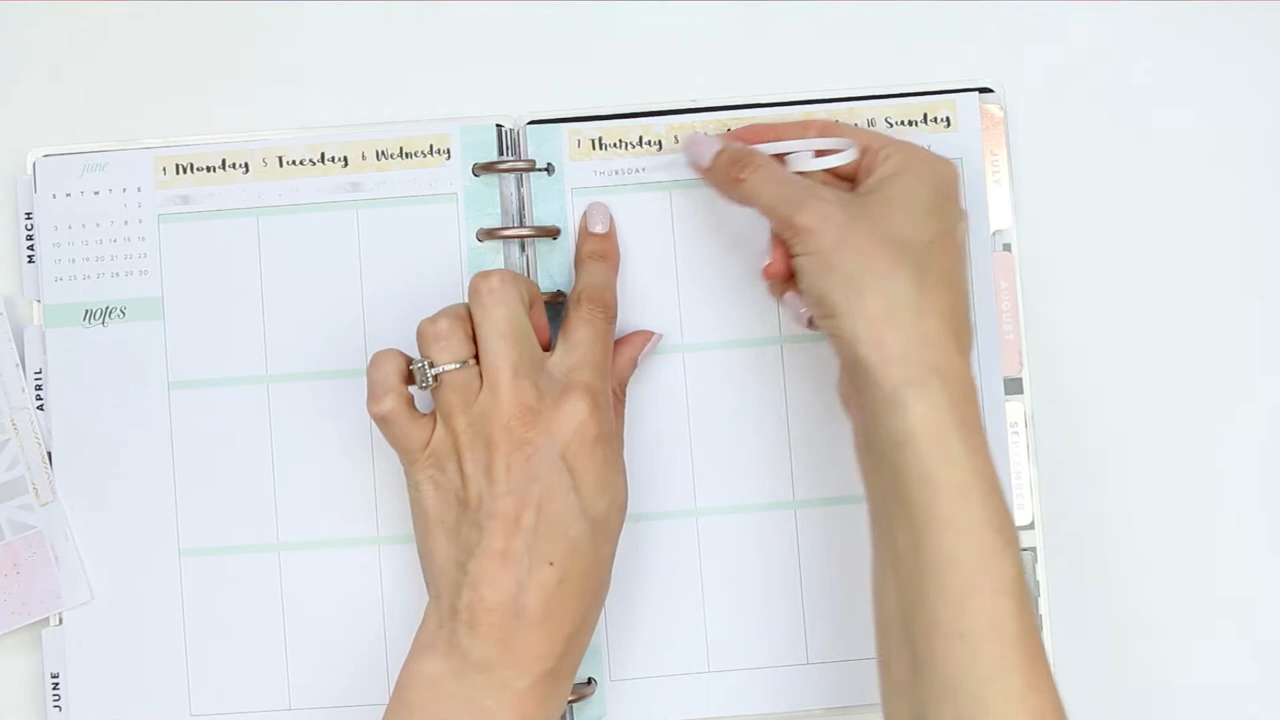 june
S M T W T F S
1 2
3 4 5 6 7 8 9
10 11 12 13 14 15 16
17 18 19 20 21 22 23
24 25 26 27 28 29 30
notes
4 Monday 5 Tuesday 6 Wednesday
7 Thursday 8
10 Sunday
THURSDAY
MARCH
APRIL
JUNE
JULY
AUGUST
SEPTEMBER